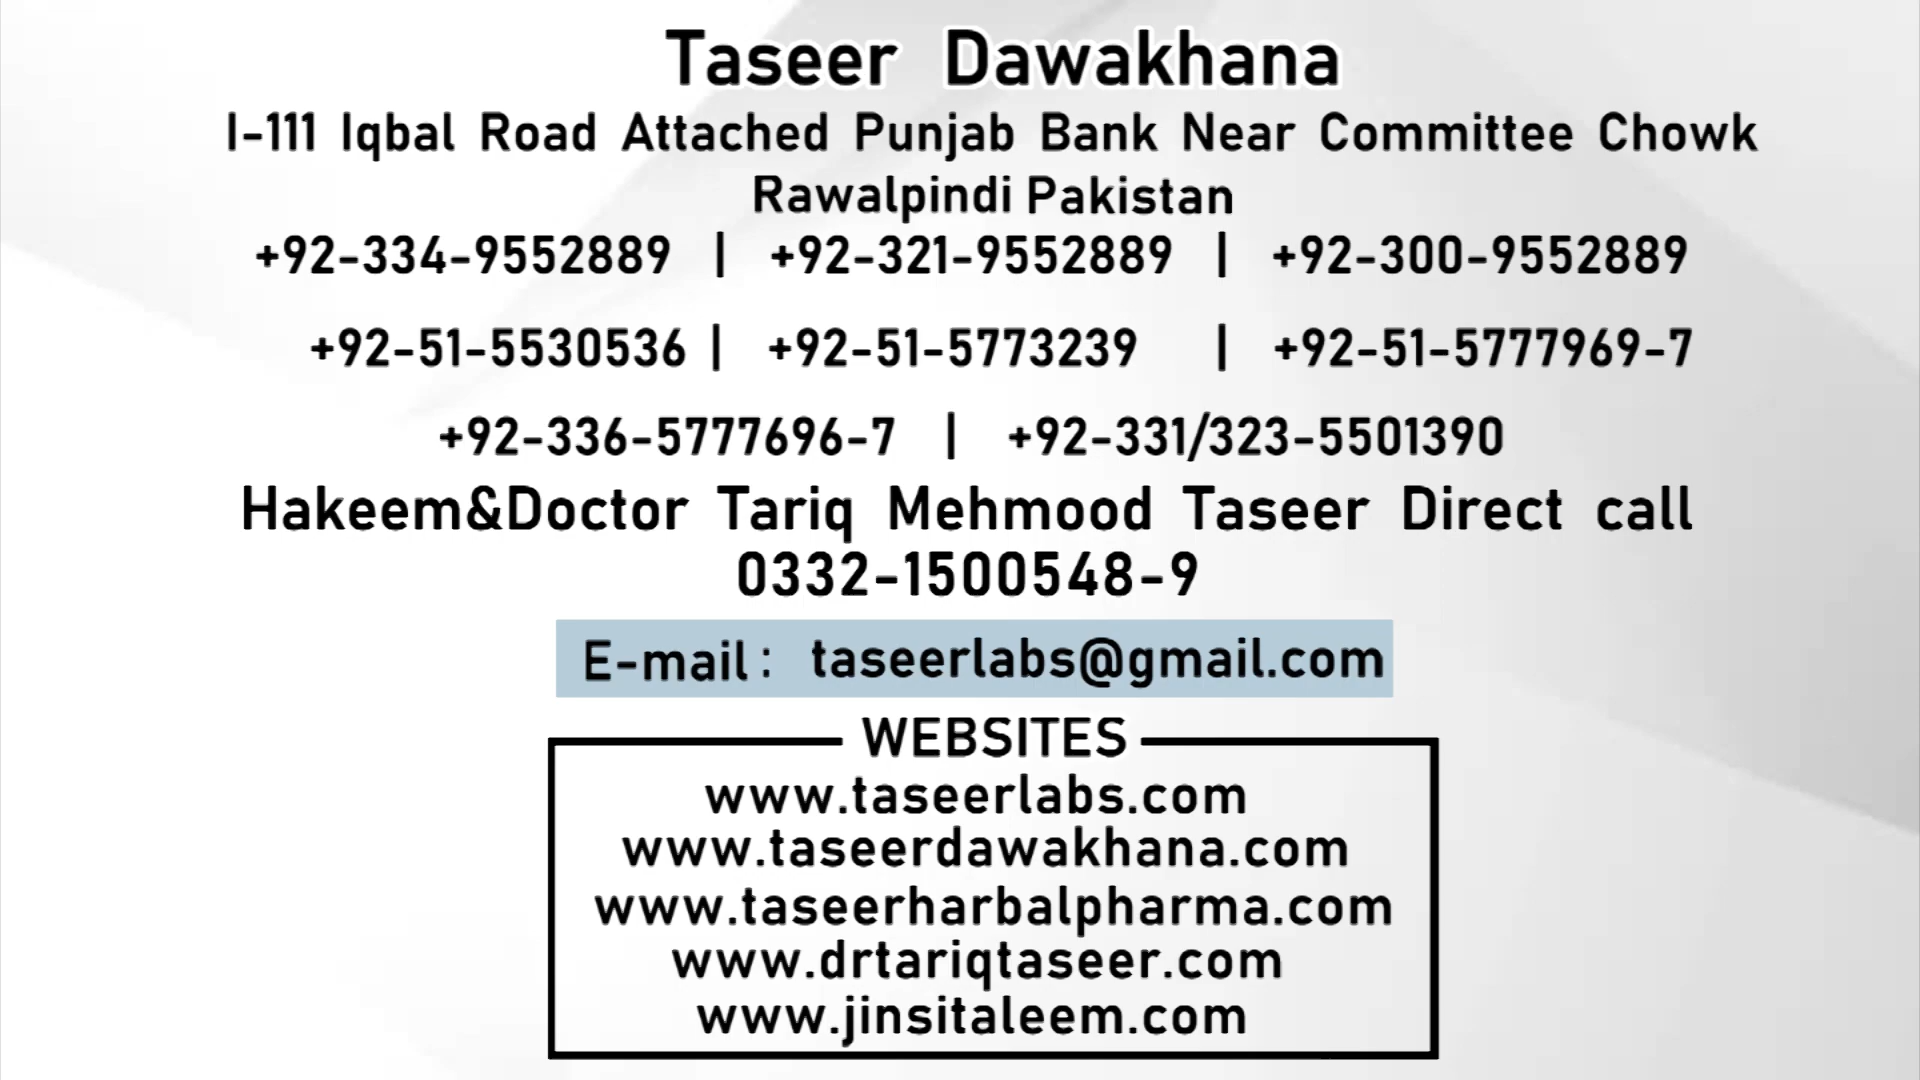 Taseer Dawakhana
I-111 Iqbal Road Attached Punjab Bank Near Committee Chowk
Rawalpindi Pakistan
+92-334-9552889 | +92-321-9552889 | +92-300-9552889
+92-51-5530536 | +92-51-5773239 | +92-51-5777969-7
+92-336-5777696-7 | +92-331/323-5501390
Hakeem&Doctor Tariq Mehmood Taseer Direct call
0332-1500548-9
E-mail : taseerlabs@gmail.com
WEBSITES
www.taseerlabs.com
www.taseerdawakhana.com
www.taseerharbalpharma.com
www.drtariqtaseer.com
www.jinsitaleem.com